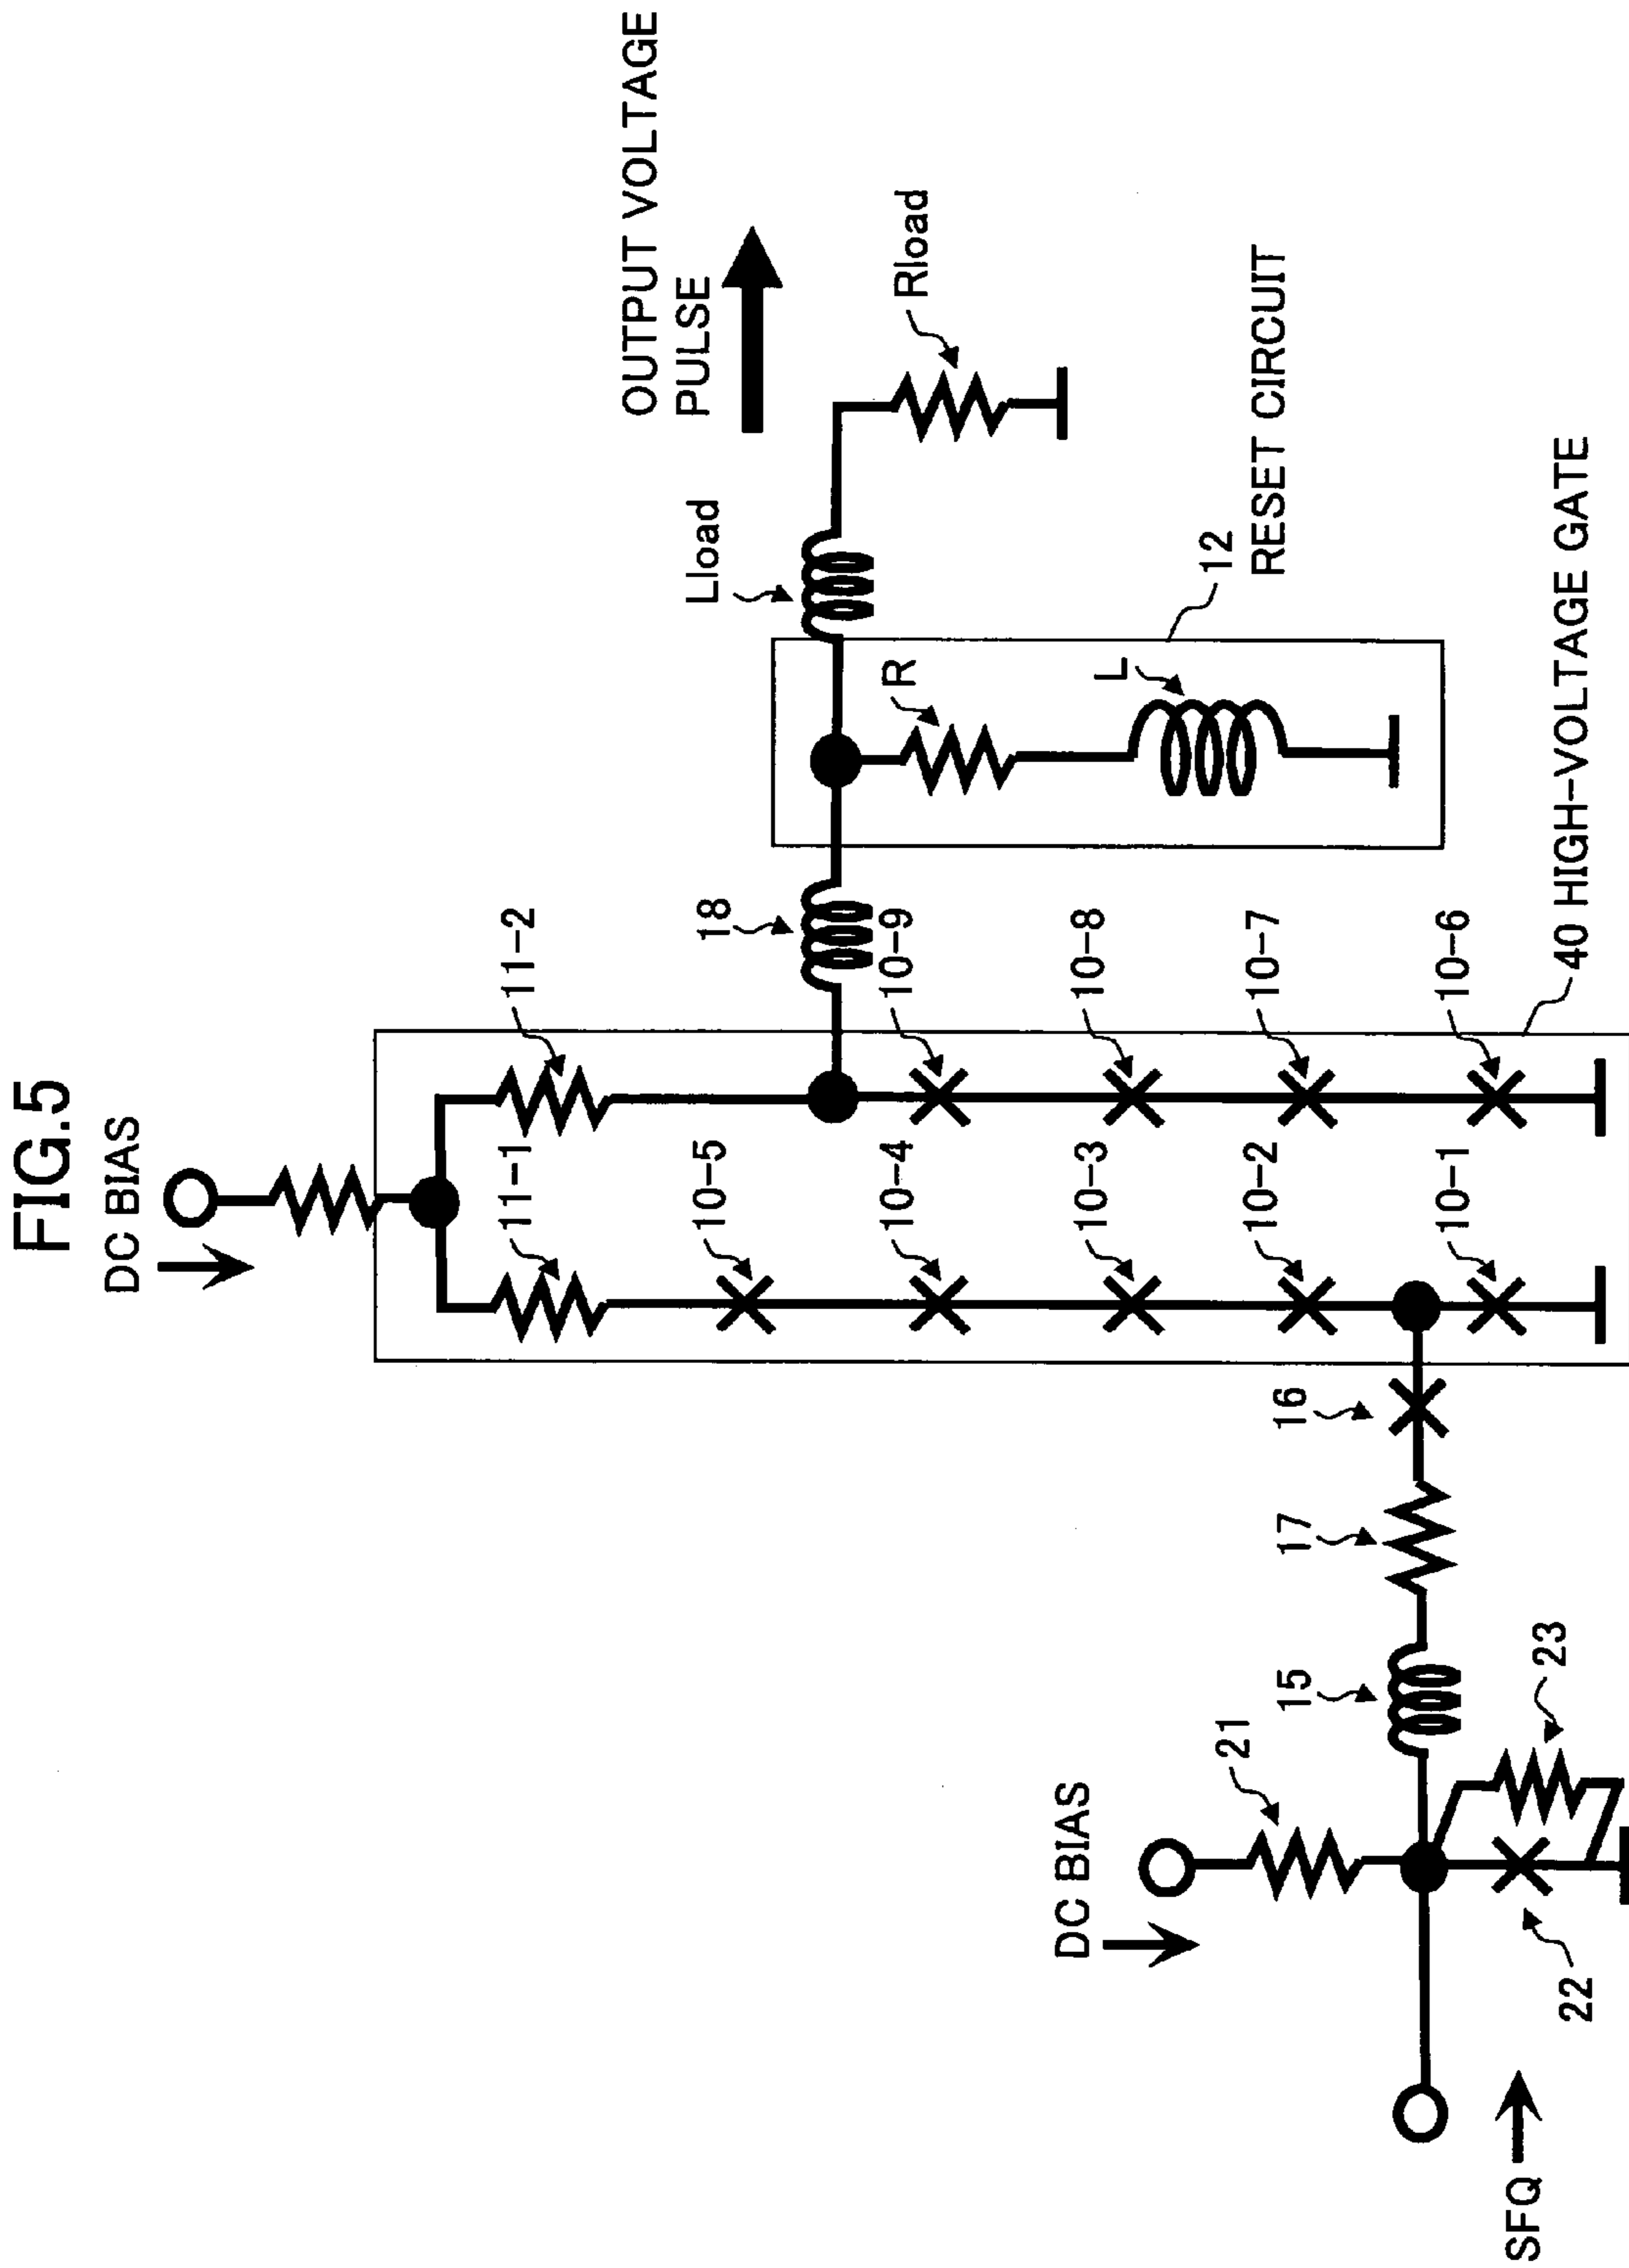 FIG.5
DC BIAS
OUTPUT VOLTAGE
PULSE
11-1
11-2
18
Lload
Rload
10-5
10-4
10-3
10-2
10-1
10-9
10-8
10-7
10-6
R
L
12
RESET CIRCUIT
40 HIGH-VOLTAGE GATE
DC BIAS
21
15
17
16
23
22
SFQ